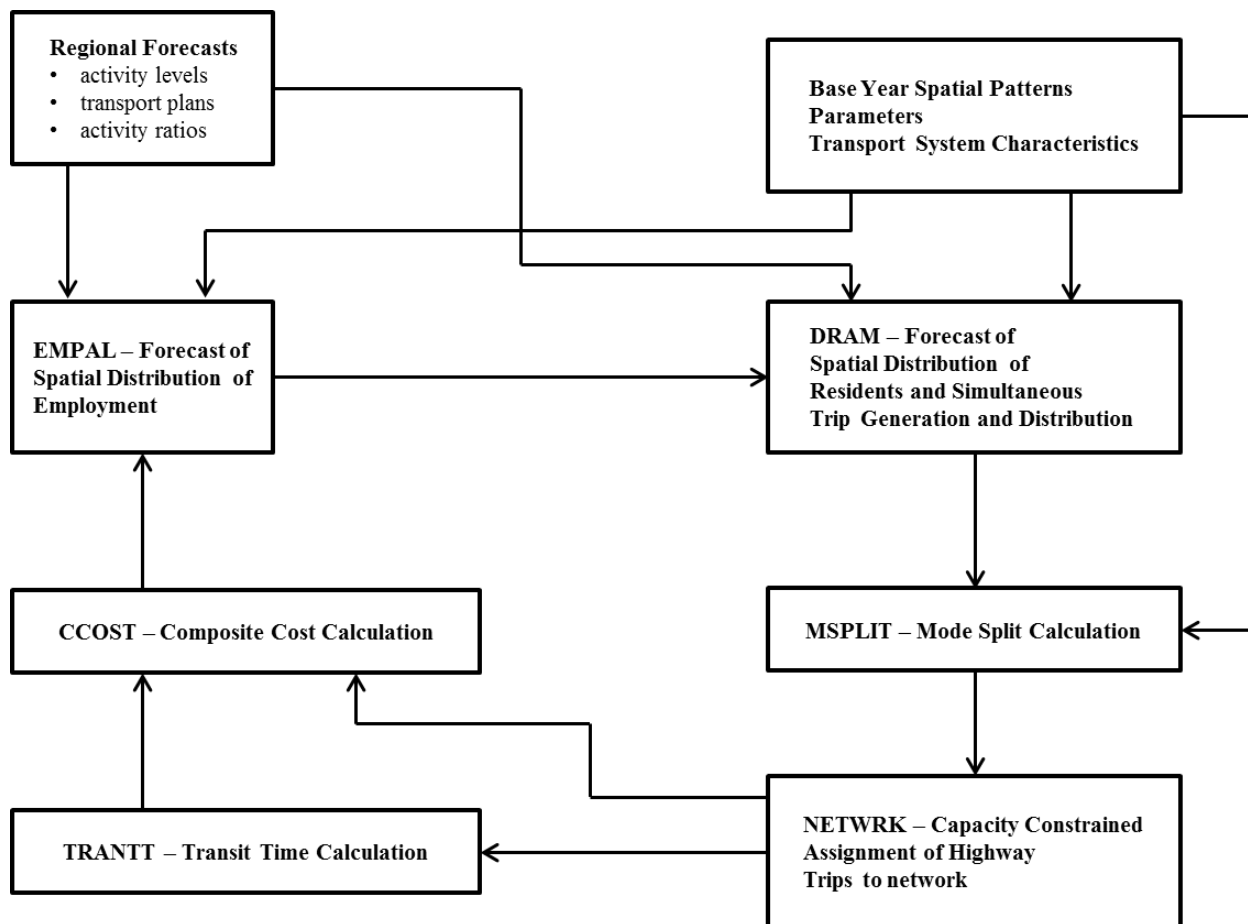 Regional Forecasts
• activity levels
• transport plans
• activity ratios
Base Year Spatial Patterns
Parameters
Transport System Characteristics
EMPAL – Forecast of
Spatial Distribution of
Employment
DRAM – Forecast of
Spatial Distribution of
Residents and Simultaneous
Trip Generation and Distribution
CCOST – Composite Cost Calculation
MSPLIT – Mode Split Calculation
TRANTT – Transit Time Calculation
NETWRK – Capacity Constrained
Assignment of Highway
Trips to network